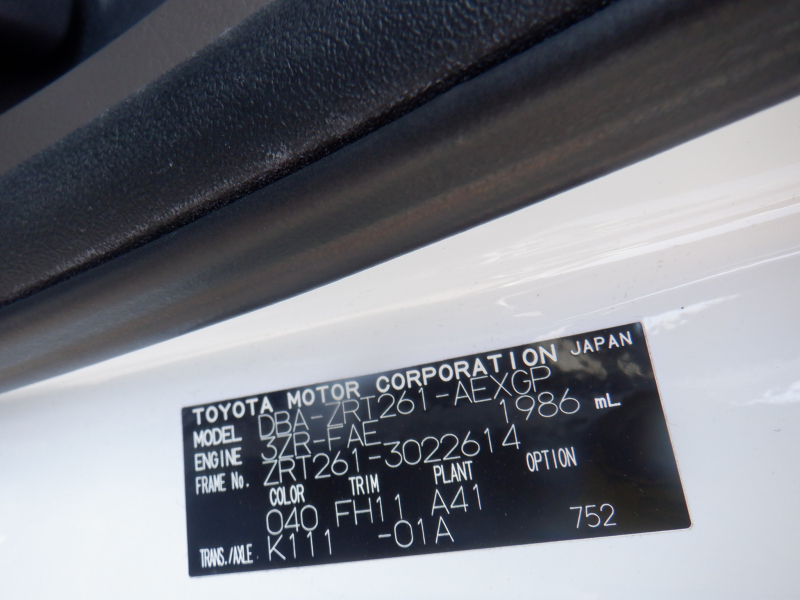 TOYOTA MOTOR CORPORATION JAPAN
MODEL DBA-ZRT261-AEXGP
ENGINE 3ZR-FAE 1986 mL
FRAME No. ZRT261-3022614
COLOR TRIM PLANT OPTION
040 FH11 A41
TRANS./AXLE K111 -01A 752